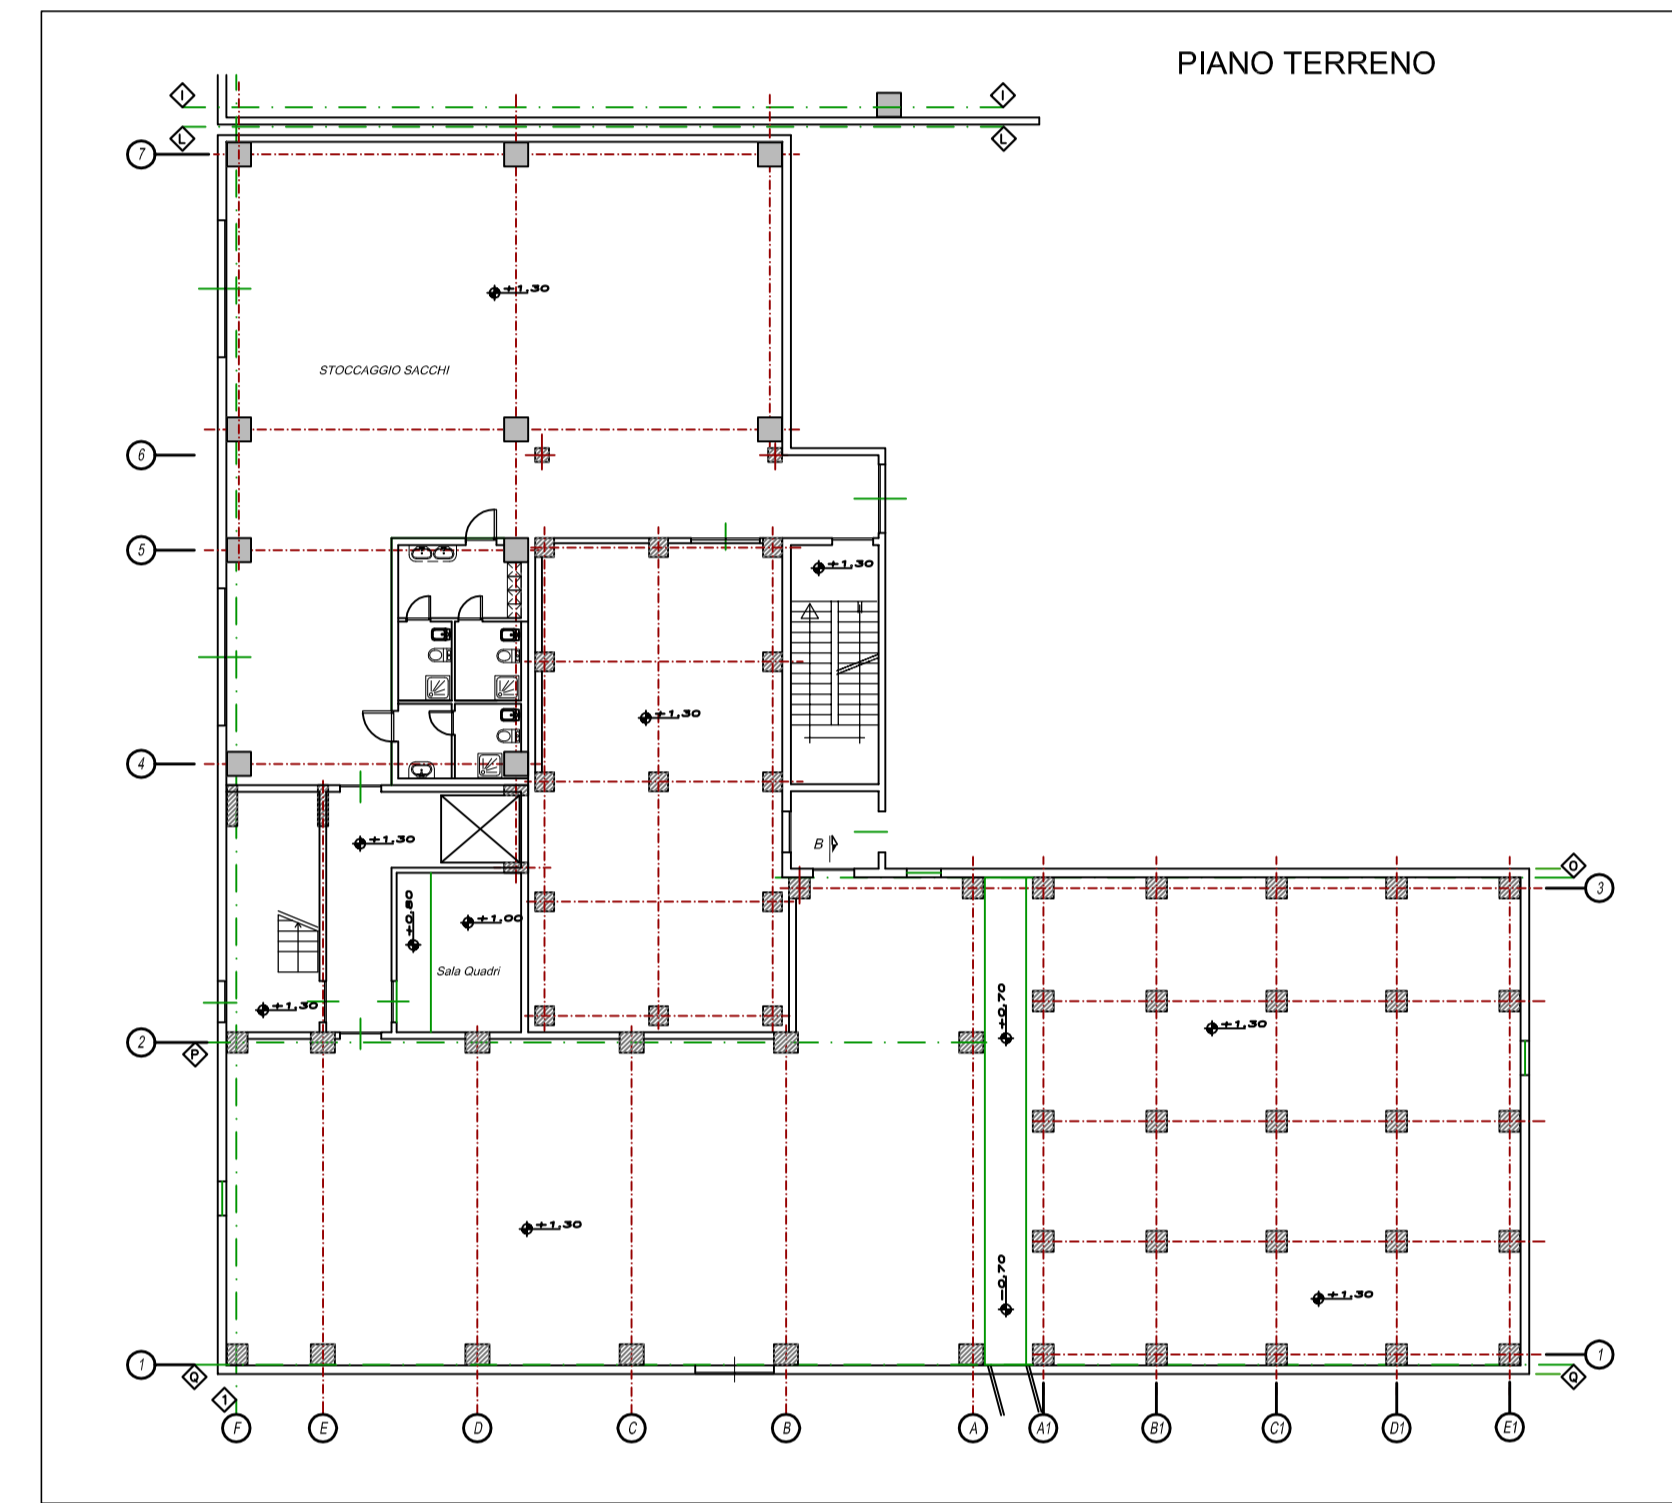 PIANO TERRENO
I
I
L
L
7
+1,30
STOCCAGGIO SACCHI
6
5
+1,30
+1,30
4
+1,30
B
O
3
+0,80
+1,00
Sala Quadri
+0,70
+1,30
+1,30
2
P
+1,30
-0,70
+1,30
1
1
Q
Q
1
F
E
D
C
B
A
A1
B1
C1
D1
E1